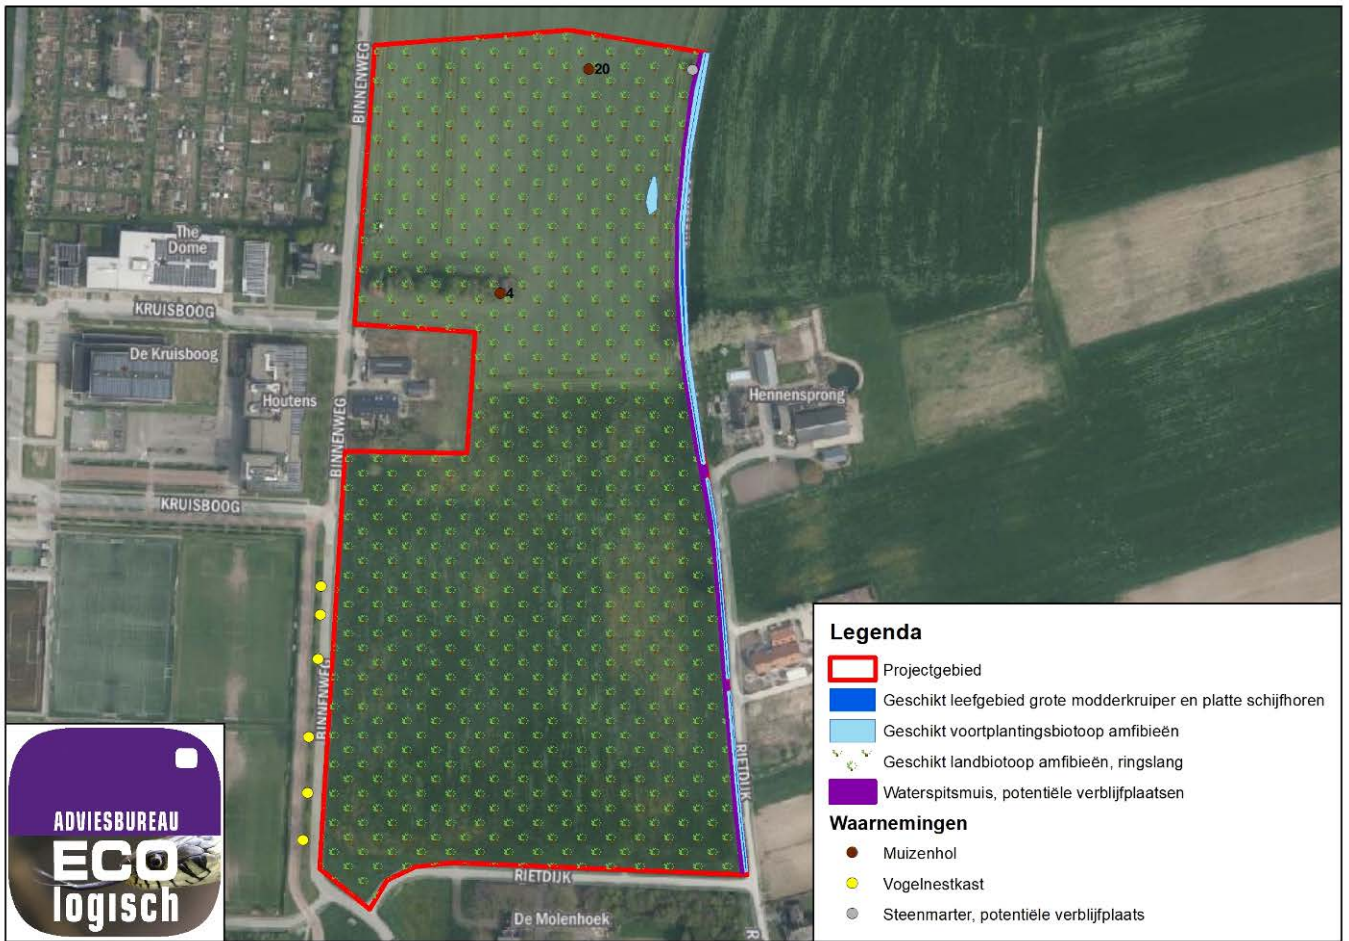 BINNENWEG
20
The
Dome
KRUISBOOG
4
De Kruisboog
Houtens
BINNENWEG
Hennensprong
KRUISBOOG
BINNENWEG
RIETDIJK
RIETDIJK
De Molenhoek
R
Legenda
Projectgebied
Geschikt leefgebied grote modderkruiper en platte schijfhoren
Geschikt voortplantingsbiotoop amfibieën
Geschikt landbiotoop amfibieën, ringslang
Waterspitsmuis, potentiële verblijfplaatsen
Waarnemingen
Muizenhol
Vogelnestkast
Steenmarter, potentiële verblijfplaats
ADVIESBUREAU
ECO
logisch